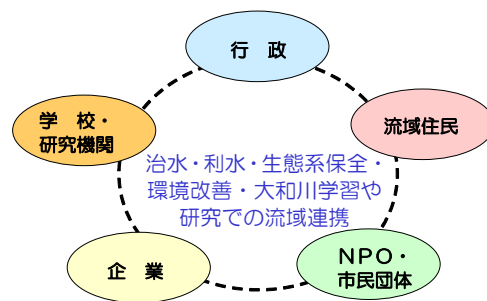 行　政
学　校・
研究機関
流域住民
治水・利水・生態系保全・
環境改善・大和川学習や
研究での流域連携
企　業
ＮＰＯ・
市民団体